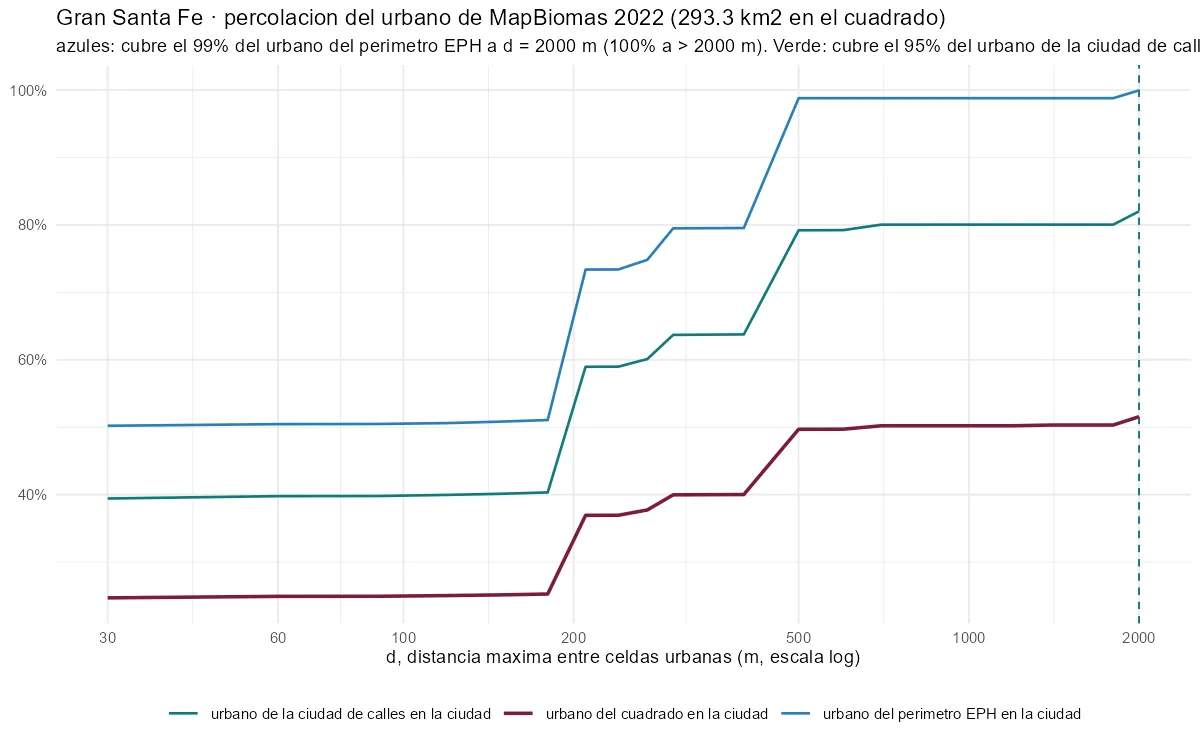 Gran Santa Fe · percolacion del urbano de MapBiomas 2022 (293.3 km2 en el cuadrado)
azules: cubre el 99% del urbano del perimetro EPH a d = 2000 m (100% a > 2000 m). Verde: cubre el 95% del urbano de la ciudad de call
100%
80%
60%
40%
30 60 100 200 500 1000 2000
d, distancia maxima entre celdas urbanas (m, escala log)
urbano de la ciudad de calles en la ciudad urbano del cuadrado en la ciudad urbano del perimetro EPH en la ciudad